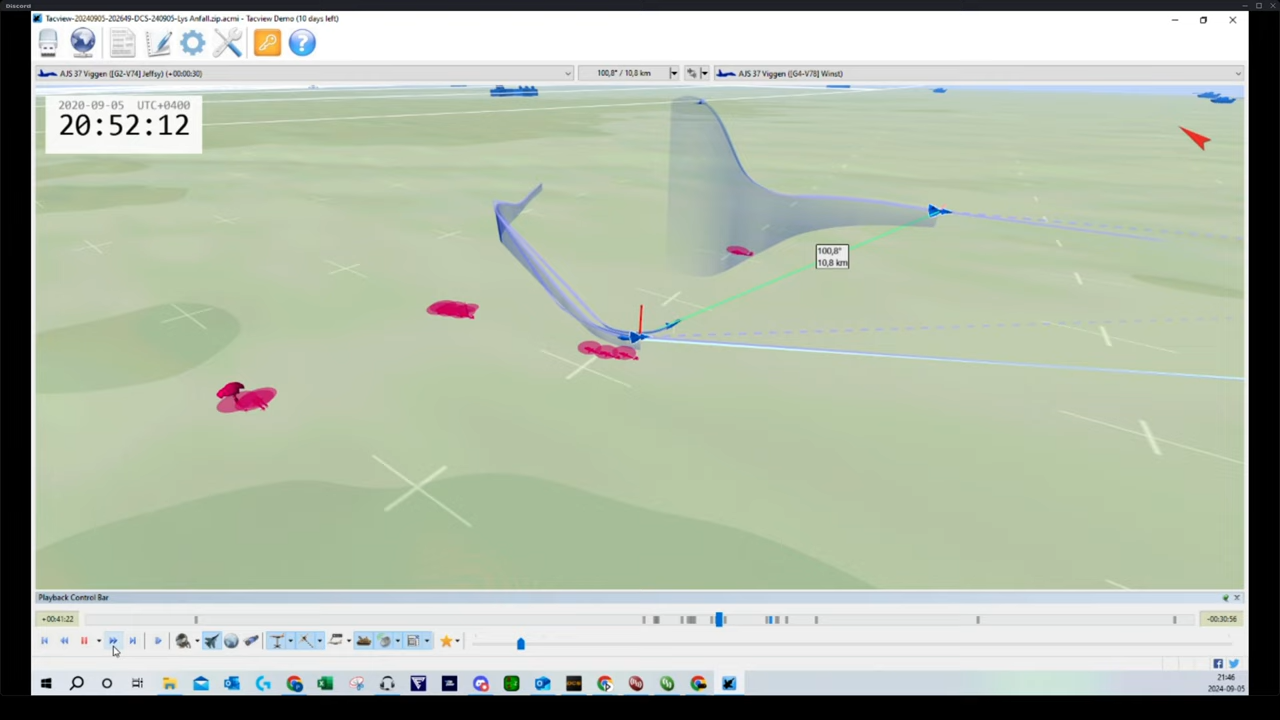 Discord
Tacview-20240905-202649-DCS-240905-Lys Anfall.zip.acmi - Tacview Demo (10 days left)
AJS 37 Viggen ([G2-V74] Jeffsy) (+00:00:30)
100,8° / 10,8 km
AJS 37 Viggen ([G4-V78] Winst)
2020-09-05 UTC+0400
20:52:12
100,8°
10,8 km
Playback Control Bar
+00:41:22
-00:30:56
21:46
2024-09-05